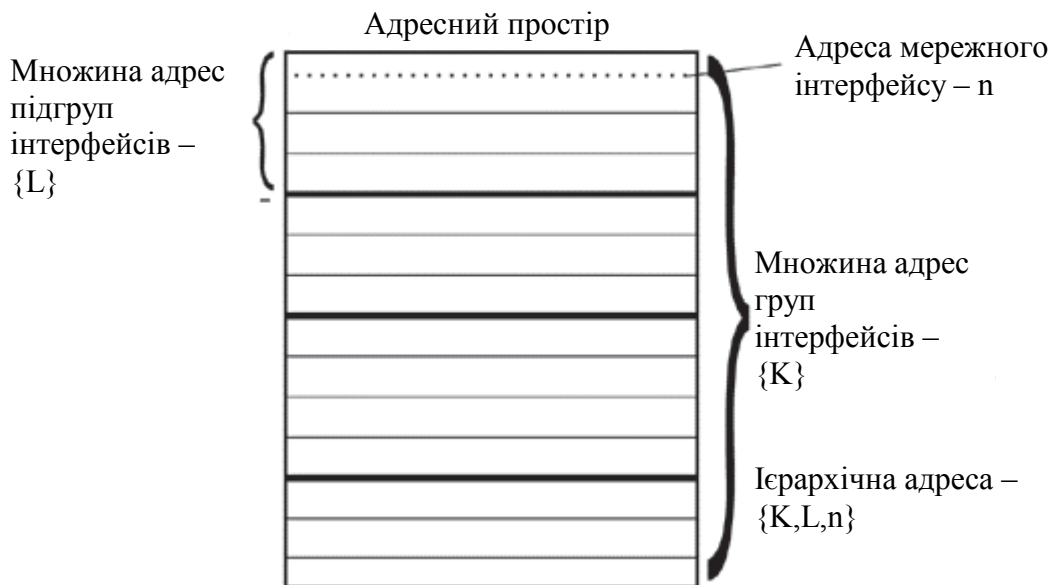 Адресний простір
Множина адрес
підгруп
інтерфейсів –
{L}
Адреса мережного
інтерфейсу – n
Множина адрес
груп
інтерфейсів –
{K}
Ієрархічна адреса –
{K,L,n}